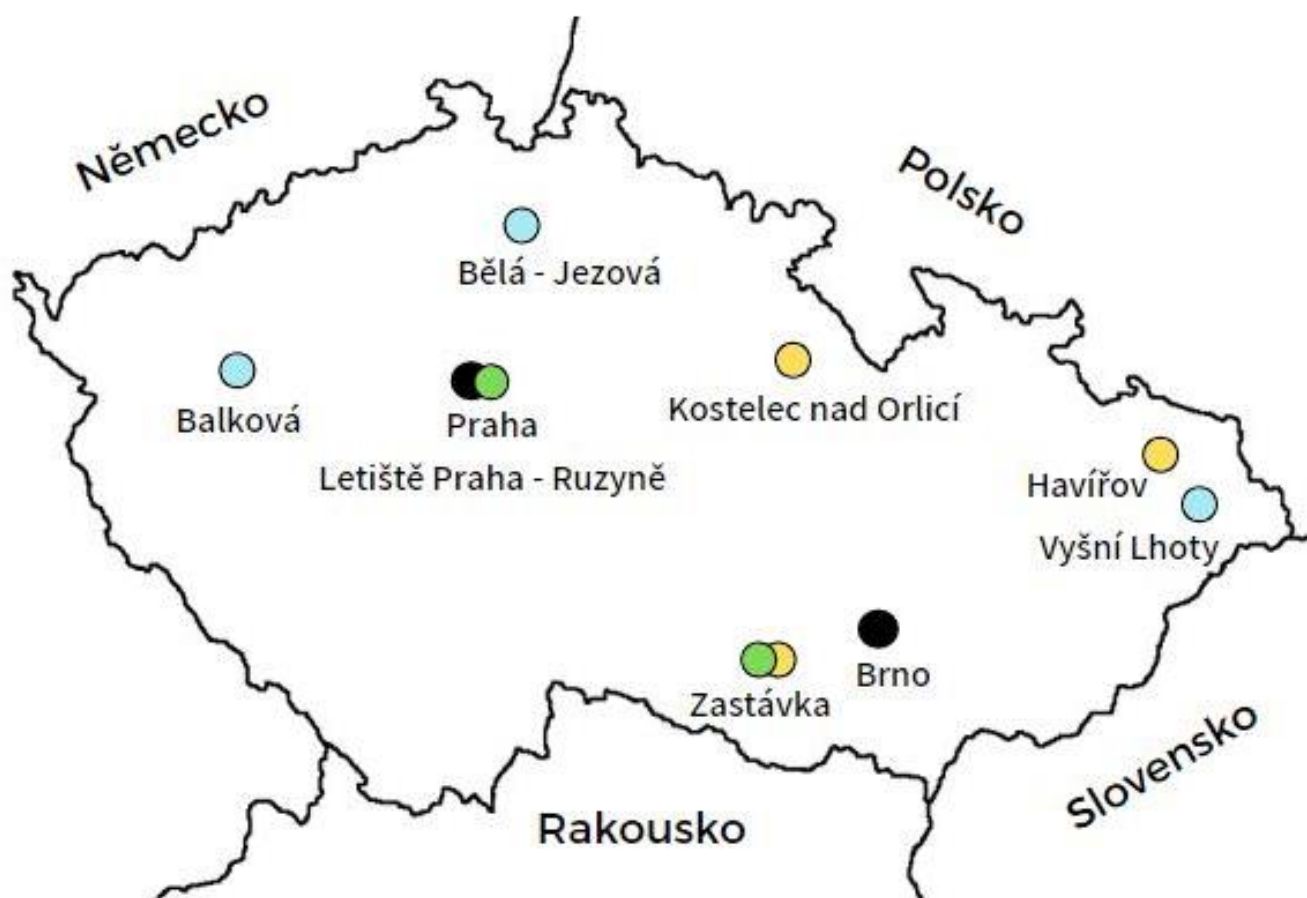 Německo
Polsko
Bělá - Jezová
Balková
Praha
Letiště Praha - Ruzyně
Kostelec nad Orlicí
Havířov
Vyšní Lhoty
Brno
Zastávka
Slovensko
Rakousko